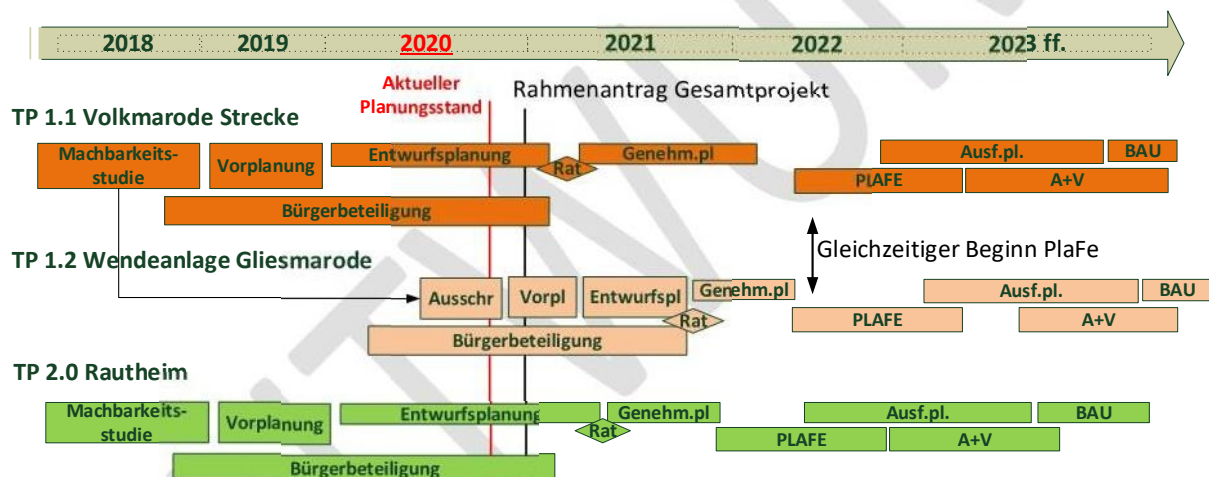 2018 2019 2020 2021 2022 2023 ff.
Aktueller
Planungsstand
Rahmenantrag Gesamtprojekt
TP 1.1 Volkmarode Strecke
Machbarkeits-
studie
Vorplanung
Entwurfsplanung
Rat
Genehm.pl
Ausf.pl.
BAU
PLAFE
A+V
Bürgerbeteiligung
Gleichzeitiger Beginn PlaFe
TP 1.2 Wendeanlage Gliesmarode
Ausschr
Vorpl
Entwurfspl
Genehm.pl
Ausf.pl.
BAU
Rat
PLAFE
A+V
Bürgerbeteiligung
TP 2.0 Rautheim
Machbarkeits-
studie
Vorplanung
Entwurfsplanung
Genehm.pl
Ausf.pl.
BAU
Rat
PLAFE
A+V
Bürgerbeteiligung